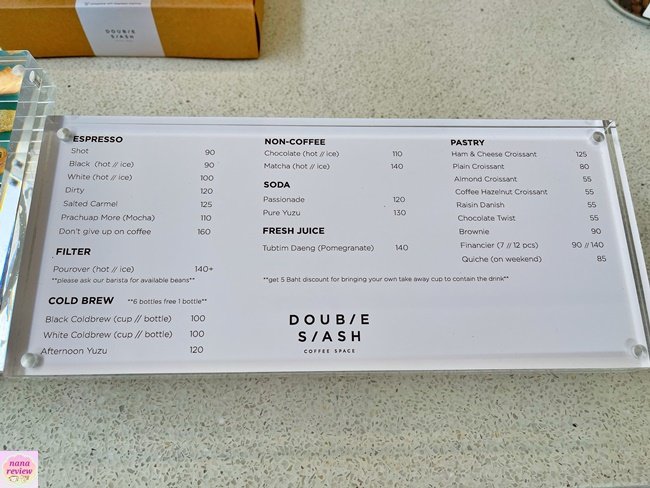 DOUB/E
S/ASH
ESPRESSO
Shot 90
Black (hot // ice) 90
White (hot // ice) 100
Dirty 120
Salted Carmel 125
Prachuap More (Mocha) 110
Don't give up on coffee 160
FILTER
Pourover (hot // ice) 140+
**please ask our barista for available beans**
COLD BREW **6 bottles free 1 bottle**
Black Coldbrew (cup // bottle) 100
White Coldbrew (cup // bottle) 100
Afternoon Yuzu 120
NON-COFFEE
Chocolate (hot // ice) 110
Matcha (hot // ice) 140
SODA
Passionade 120
Pure Yuzu 130
FRESH JUICE
Tubtim Daeng (Pomegranate) 140
**get 5 Baht discount for bringing your own take away cup to contain the drink**
DOUB/E
S/ASH
COFFEE SPACE
PASTRY
Ham & Cheese Croissant 125
Plain Croissant 80
Almond Croissant 55
Coffee Hazelnut Croissant 55
Raisin Danish 55
Chocolate Twist 55
Brownie 90
Financier (7 // 12 pcs) 90 // 140
Quiche (on weekend) 85
nana
review